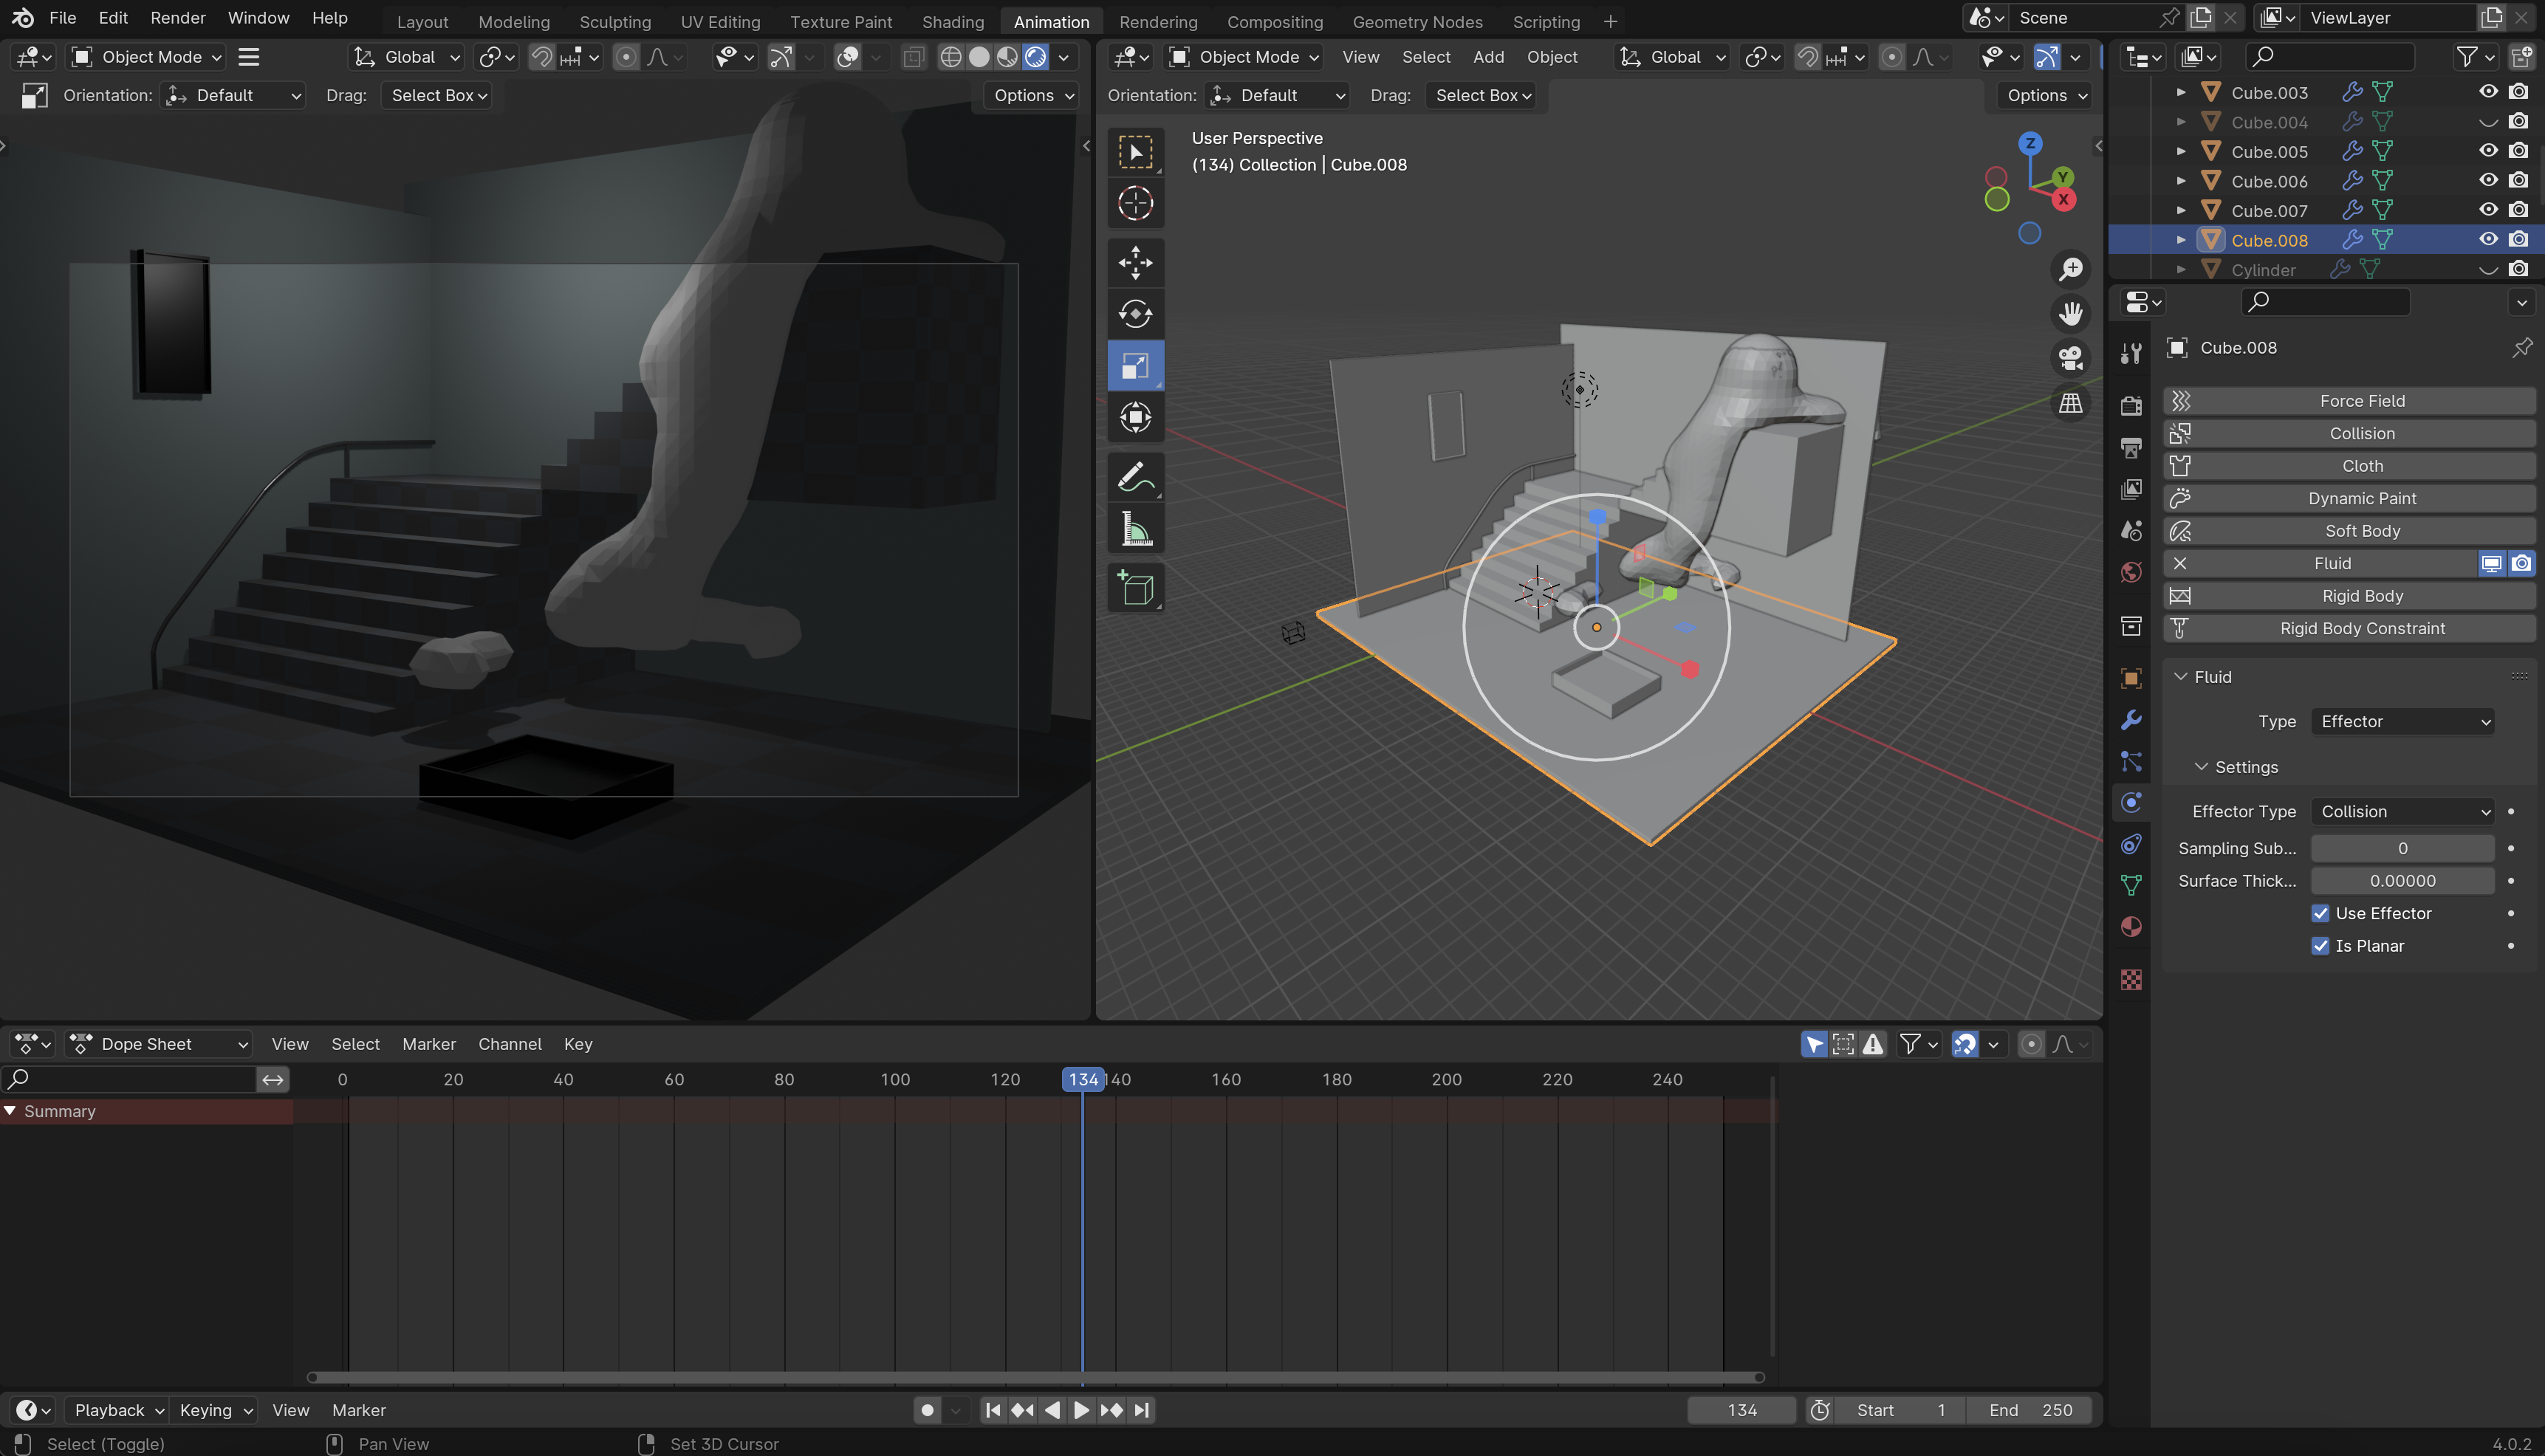 File Edit Render Window Help Layout Modeling Sculpting UV Editing Texture Paint Shading Animation Rendering Compositing Geometry Nodes Scripting + Scene ViewLayer
Object Mode Global
Orientation: Default Drag: Select Box Options
Object Mode View Select Add Object Global
Orientation: Default Drag: Select Box Options
User Perspective
(134) Collection | Cube.008
Z
Y
X
Cube.003
Cube.004
Cube.005
Cube.006
Cube.007
Cube.008
Cylinder
Cube.008
Force Field
Collision
Cloth
Dynamic Paint
Soft Body
Fluid
Rigid Body
Rigid Body Constraint
Fluid
Type Effector
Settings
Effector Type Collision
Sampling Sub... 0
Surface Thick... 0.00000
Use Effector
Is Planar
Dope Sheet View Select Marker Channel Key
0 20 40 60 80 100 120 134 140 160 180 200 220 240
Summary
Playback Keying View Marker 134 Start 1 End 250
Select (Toggle) Pan View Set 3D Cursor 4.0.2